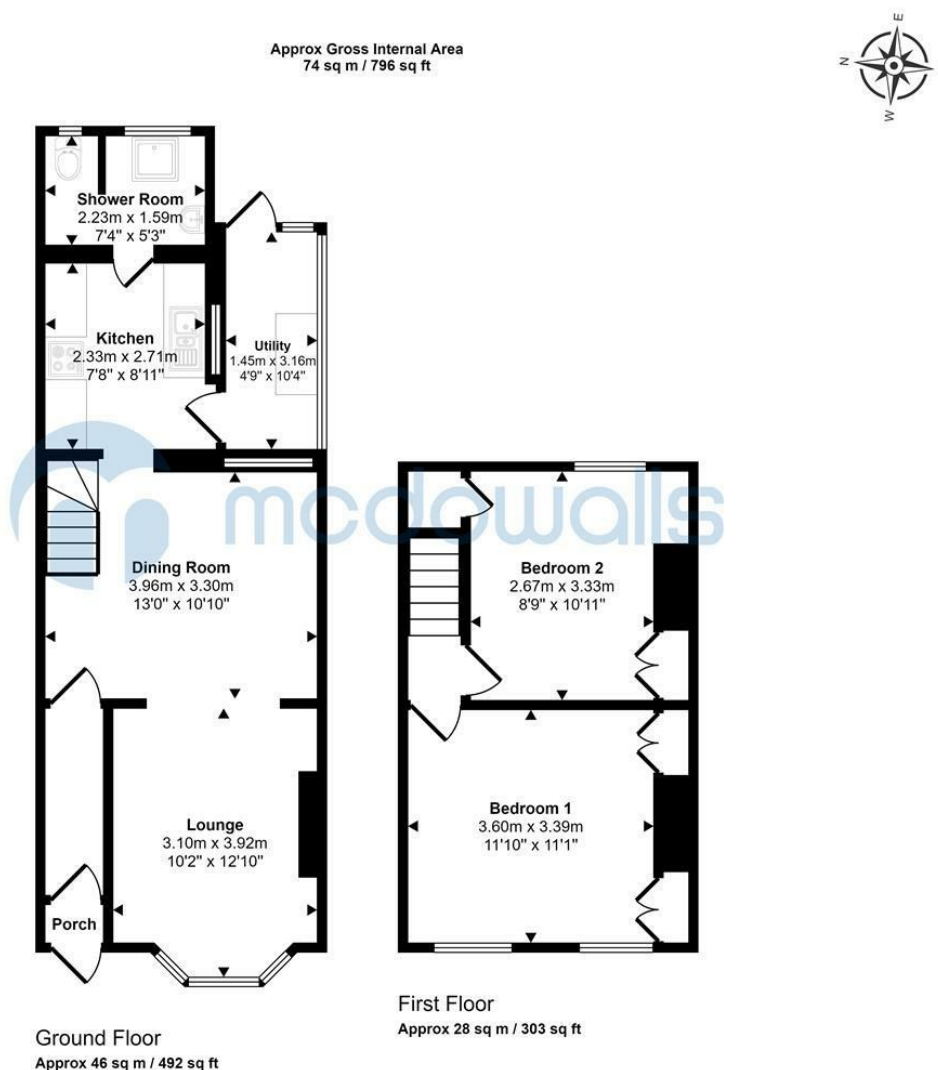 Approx Gross Internal Area
74 sq m / 796 sq ft
E
N
W
Shower Room
2.23m x 1.59m
7'4" x 5'3"
Kitchen
2.33m x 2.71m
7'8" x 8'11"
Utility
1.45m x 3.16m
4'9" x 10'4"
mcdowalls
Dining Room
3.96m x 3.30m
13'0" x 10'10"
Bedroom 2
2.67m x 3.33m
8'9" x 10'11"
Lounge
3.10m x 3.92m
10'2" x 12'10"
Bedroom 1
3.60m x 3.39m
11'10" x 11'1"
Porch
Ground Floor
Approx 46 sq m / 492 sq ft
First Floor
Approx 28 sq m / 303 sq ft